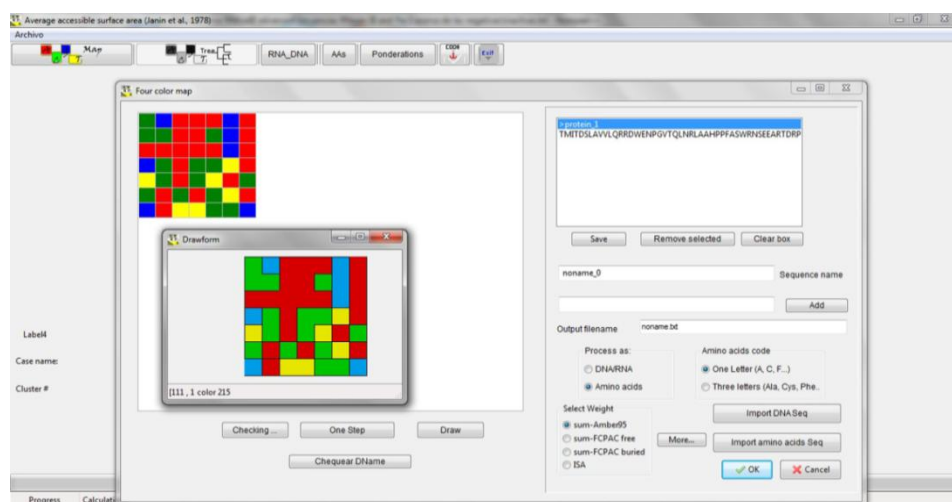 Average accessible surface area (Janin et al., 1978)
Archivo
Map
Tree
RNA_DNA
AAs
Ponderations
CODE
Exit
Four color map
>protein_1
TMITDSLAVVLQRRDWENPGVTQLNRLAAHPPFASWRNSEEARTDRP
Save
Remove selected
Clear box
Drawform
noname_0
Sequence name
Add
Output filename
noname.txt
Label4
Case name:
Cluster #
Process as:
DNA/RNA
Amino acids
Amino acids code
One Letter (A, C, F...)
Three letters (Ala, Cys, Phe..
[111 , 1 color 215
Select Weight
sum-Amber95
sum-FCPAC free
sum-FCPAC buried
ISA
More...
Import DNA Seq
Import amino acids Seq
OK
Cancel
Checking ...
One Step
Draw
Chequear DName
Progress
Calculati